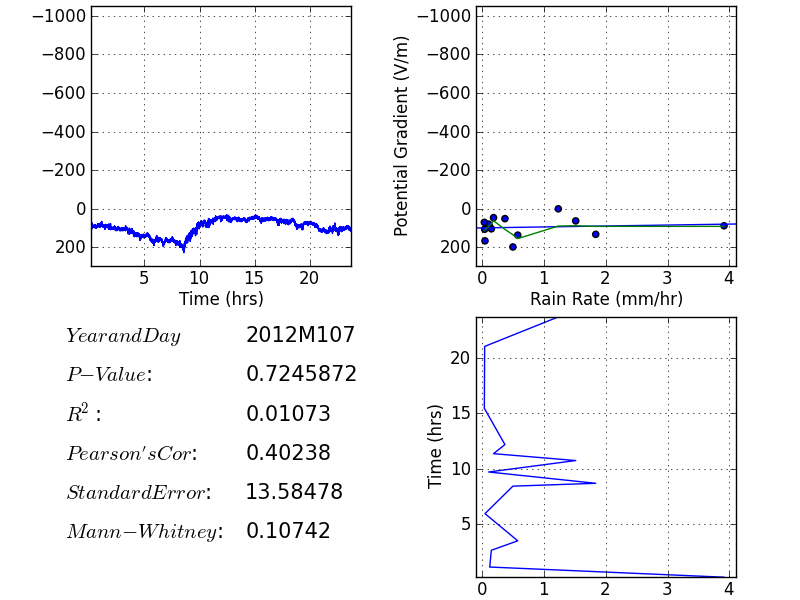 −1000
−800
−600
−400
−200
0
200
5 10 15 20
Time (hrs)
Potential Gradient (V/m)
−1000
−800
−600
−400
−200
0
200
0 1 2 3 4
Rain Rate (mm/hr)
YearandDay 2012M107
P−Value: 0.7245872
R²: 0.01073
Pearson'sCor: 0.40238
StandardError: 13.58478
Mann−Whitney: 0.10742
Time (hrs)
20
15
10
5
0 1 2 3 4